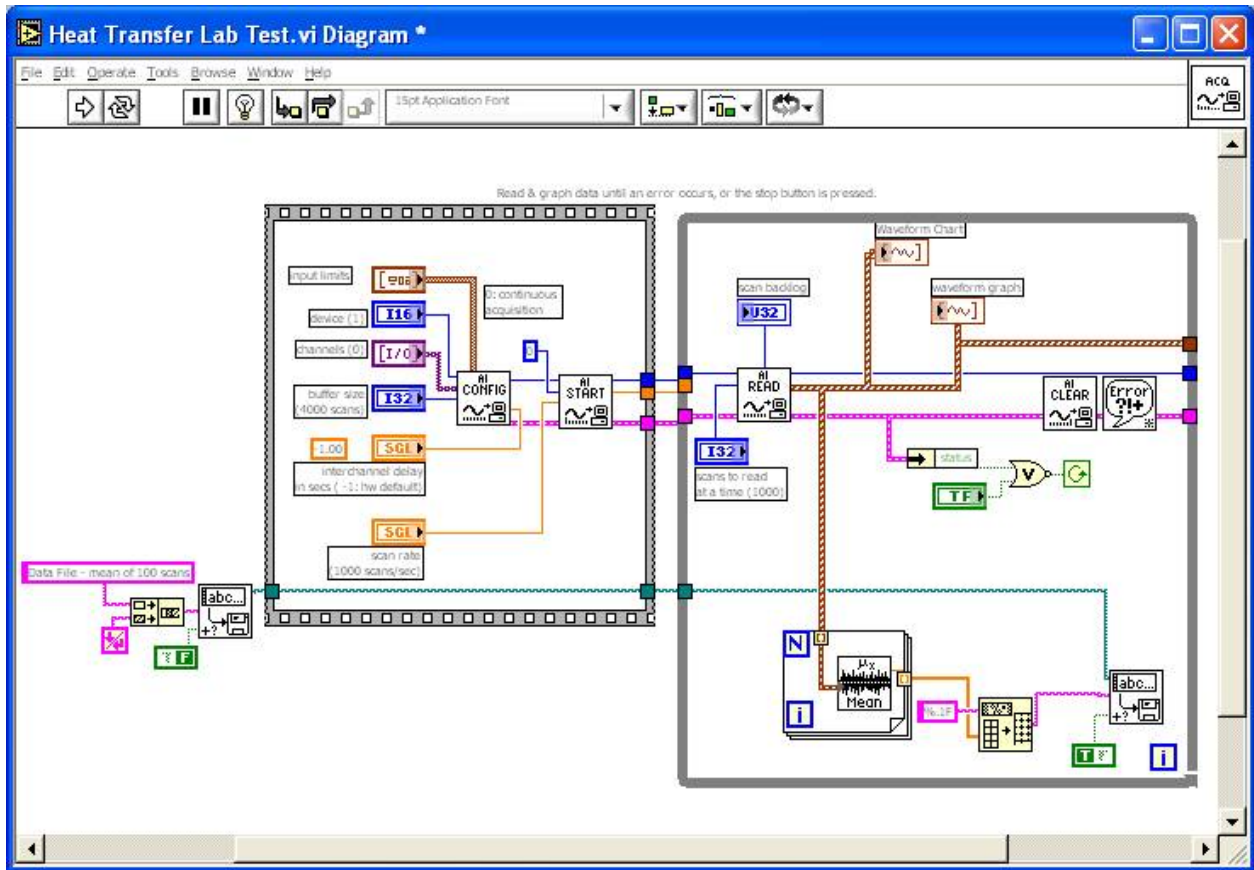 Heat Transfer Lab Test.vi Diagram *
File Edit Operate Tools Browse Window Help
15pt Application Font
ACQ
Read & graph data until an error occurs, or the stop button is pressed.
Waveform Chart
input limits
0: continuous
acquisition
scan backlog
waveform graph
device (1)
I16
U32
channels (0)
[I/O]
0
AI
CONFIG
AI
START
AI
READ
AI
CLEAR
Error
?!+
buffer size
(4000 scans)
I32
-1.00
SGL
interchannel delay
in secs ( -1: hw default)
I32
scans to read
at a time (1000)
status
V
TF
SGL
scan rate
(1000 scans/sec)
Data File - mean of 100 scans
abc...
+?
F
N
μx
Mean
i
%.1F
abc...
+?
T
i